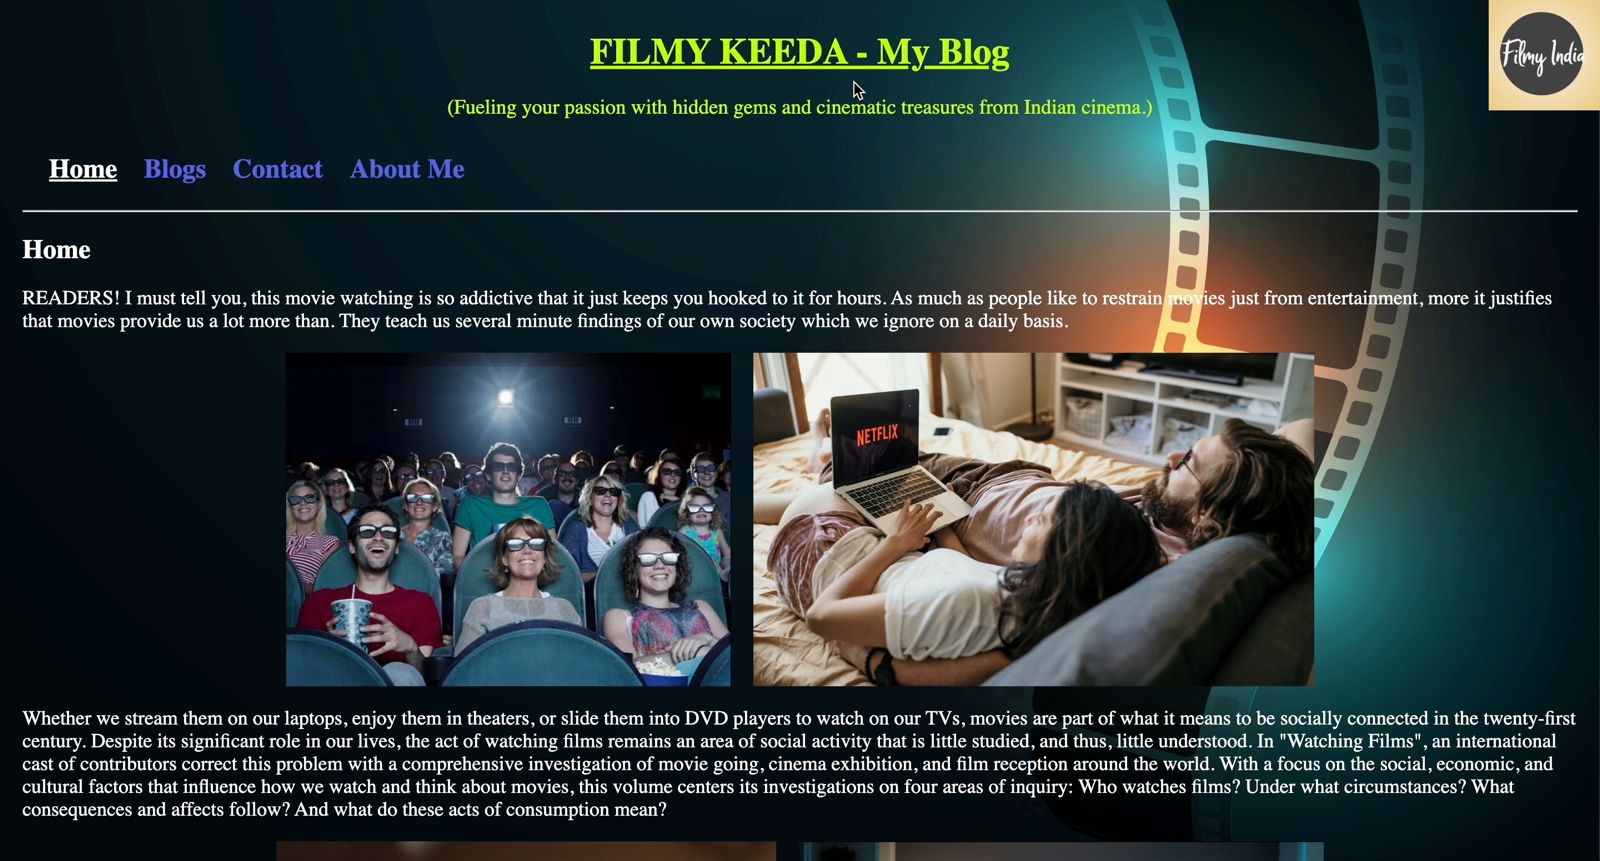 FILMY KEEDA - My Blog
Filmy India
(Fueling your passion with hidden gems and cinematic treasures from Indian cinema.)
Home Blogs Contact About Me
Home
READERS! I must tell you, this movie watching is so addictive that it just keeps you hooked to it for hours. As much as people like to restrain movies just from entertainment, more it justifies
that movies provide us a lot more than. They teach us several minute findings of our own society which we ignore on a daily basis.
NETFLIX
Whether we stream them on our laptops, enjoy them in theaters, or slide them into DVD players to watch on our TVs, movies are part of what it means to be socially connected in the twenty-first
century. Despite its significant role in our lives, the act of watching films remains an area of social activity that is little studied, and thus, little understood. In "Watching Films", an international
cast of contributors correct this problem with a comprehensive investigation of movie going, cinema exhibition, and film reception around the world. With a focus on the social, economic, and
cultural factors that influence how we watch and think about movies, this volume centers its investigations on four areas of inquiry: Who watches films? Under what circumstances? What
consequences and affects follow? And what do these acts of consumption mean?